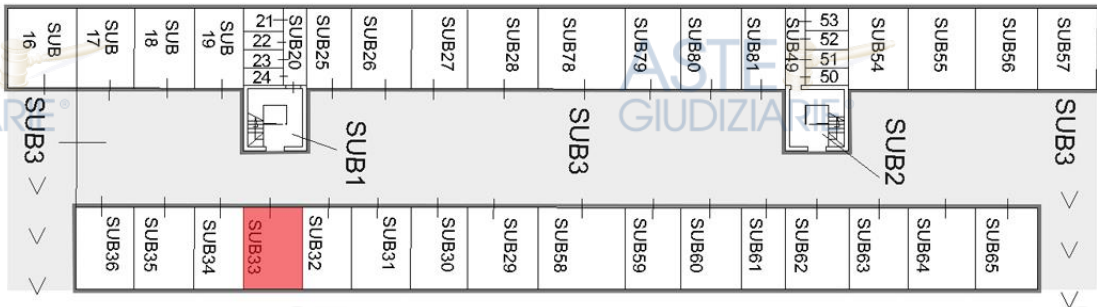 SUB 16
SUB 17
SUB 18
SUB 19
21
22
23
24
SUB20
SUB25
SUB26
SUB27
SUB28
SUB78
SUB79
SUB80
SUB81
SUB49
53
52
51
50
SUB54
SUB55
SUB56
SUB57
ASTE
GIUDIZIARIE
ARIE®
SUB3
SUB1
SUB3
SUB2
SUB3
SUB36
SUB35
SUB34
SUB33
SUB32
SUB31
SUB30
SUB29
SUB58
SUB59
SUB60
SUB61
SUB62
SUB63
SUB64
SUB65